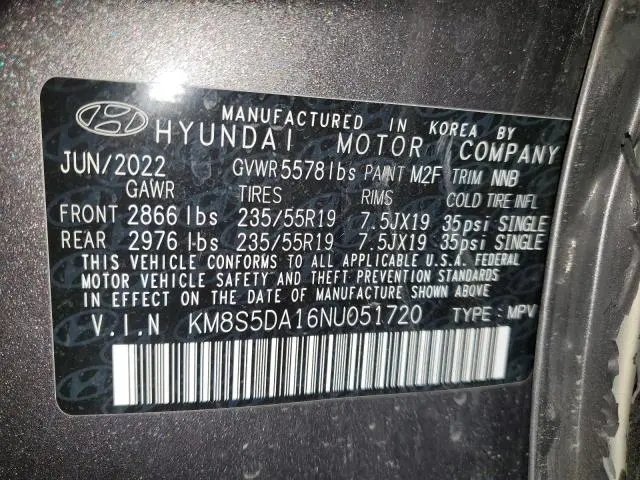 MANUFACTURED IN KOREA BY
HYUNDAI MOTOR COMPANY
JUN/2022 GVWR 5578lbs PAINT M2F TRIM NNB
GAWR TIRES RIMS COLD TIRE INFL
FRONT 2866 lbs 235/55R19 7.5JX19 35psi SINGLE
REAR 2976 lbs 235/55R19 7.5JX19 35psi SINGLE
THIS VEHICLE CONFORMS TO ALL APPLICABLE U.S.A. FEDERAL
MOTOR VEHICLE SAFETY AND THEFT PREVENTION STANDARDS
IN EFFECT ON THE DATE OF MANUFACTURE SHOWN ABOVE
V.I.N KM8S5DA16NU051720 TYPE: MPV